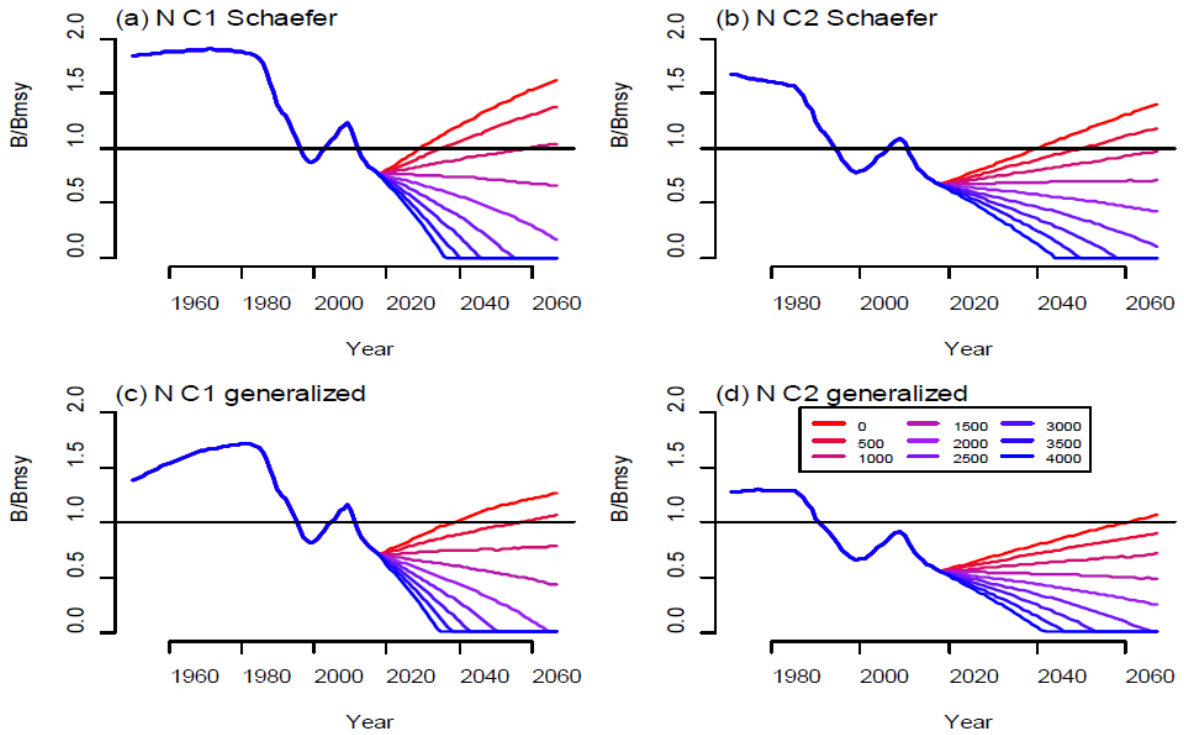 (a) N C1 Schaefer
B/Bmsy
0.0 0.5 1.0 1.5 2.0
1960 1980 2000 2020 2040 2060
Year
(b) N C2 Schaefer
B/Bmsy
0.0 0.5 1.0 1.5 2.0
1980 2000 2020 2040 2060
Year
(c) N C1 generalized
B/Bmsy
0.0 0.5 1.0 1.5 2.0
1960 1980 2000 2020 2040 2060
Year
(d) N C2 generalized
0 1500 3000
500 2000 3500
1000 2500 4000
B/Bmsy
0.0 0.5 1.0 1.5 2.0
1980 2000 2020 2040 2060
Year